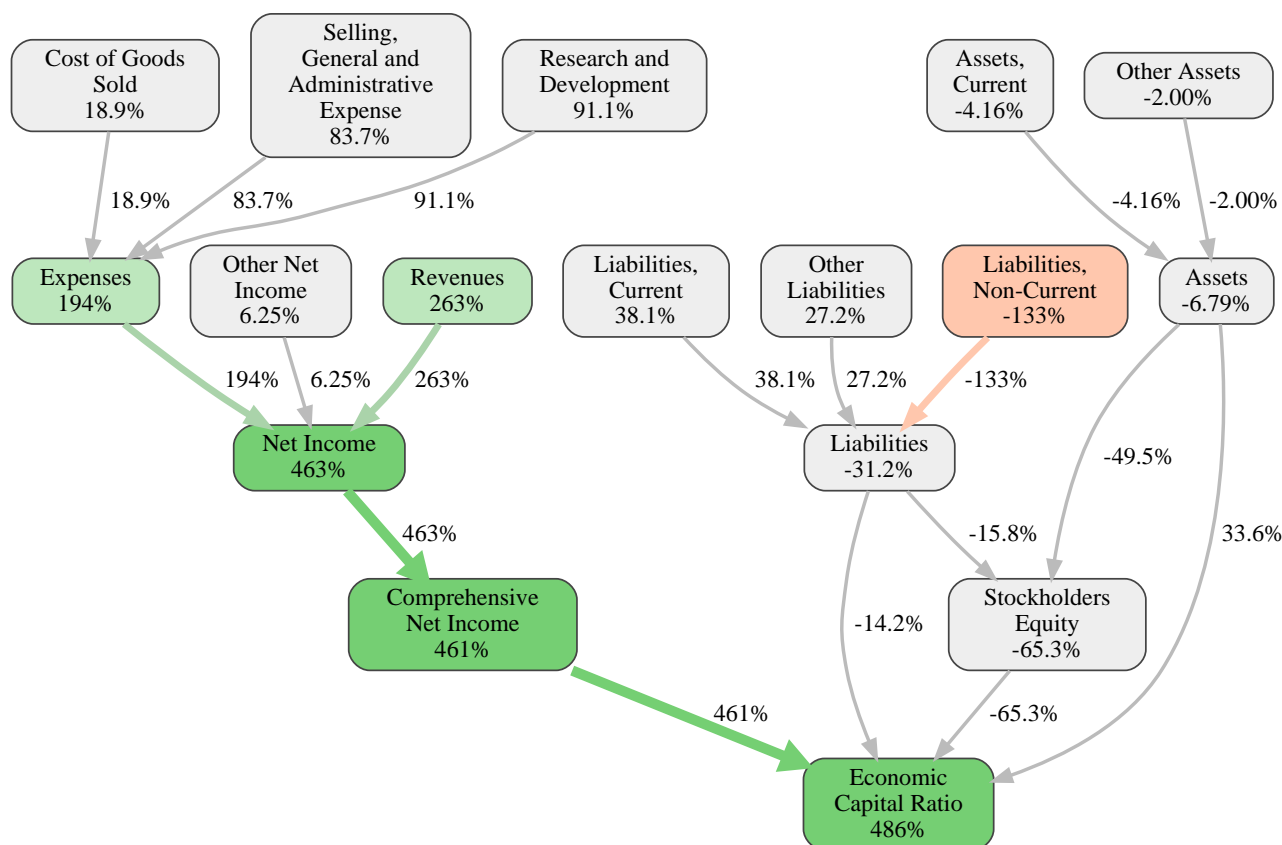 Cost of Goods
Sold
18.9%
Selling,
General and
Administrative
Expense
83.7%
Research and
Development
91.1%
Assets,
Current
-4.16%
Other Assets
-2.00%
18.9%
83.7%
91.1%
-4.16%
-2.00%
Expenses
194%
Other Net
Income
6.25%
Revenues
263%
Liabilities,
Current
38.1%
Other
Liabilities
27.2%
Liabilities,
Non-Current
-133%
Assets
-6.79%
194%
6.25%
263%
38.1%
27.2%
-133%
Net Income
463%
Liabilities
-31.2%
-49.5%
463%
-15.8%
33.6%
Comprehensive
Net Income
461%
Stockholders
Equity
-65.3%
-14.2%
461%
-65.3%
Economic
Capital Ratio
486%